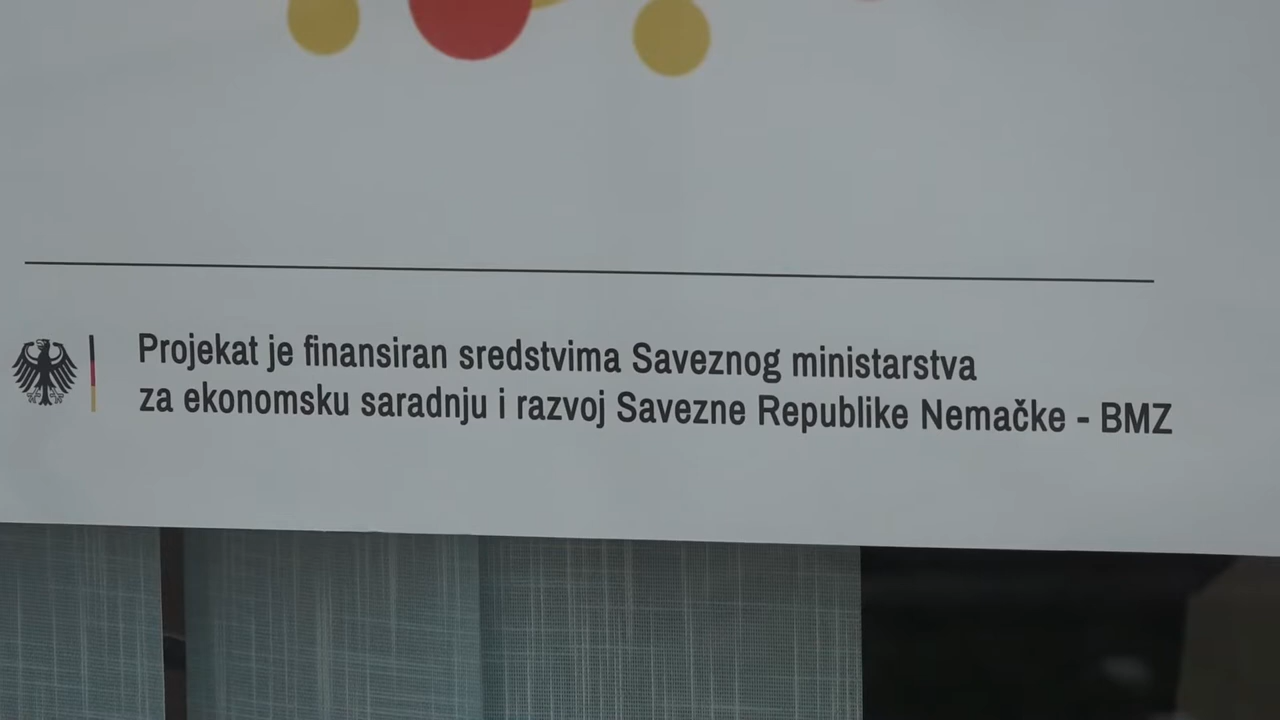 Projekat je finansiran sredstvima Saveznog ministarstva
za ekonomsku saradnju i razvoj Savezne Republike Nemačke - BMZ